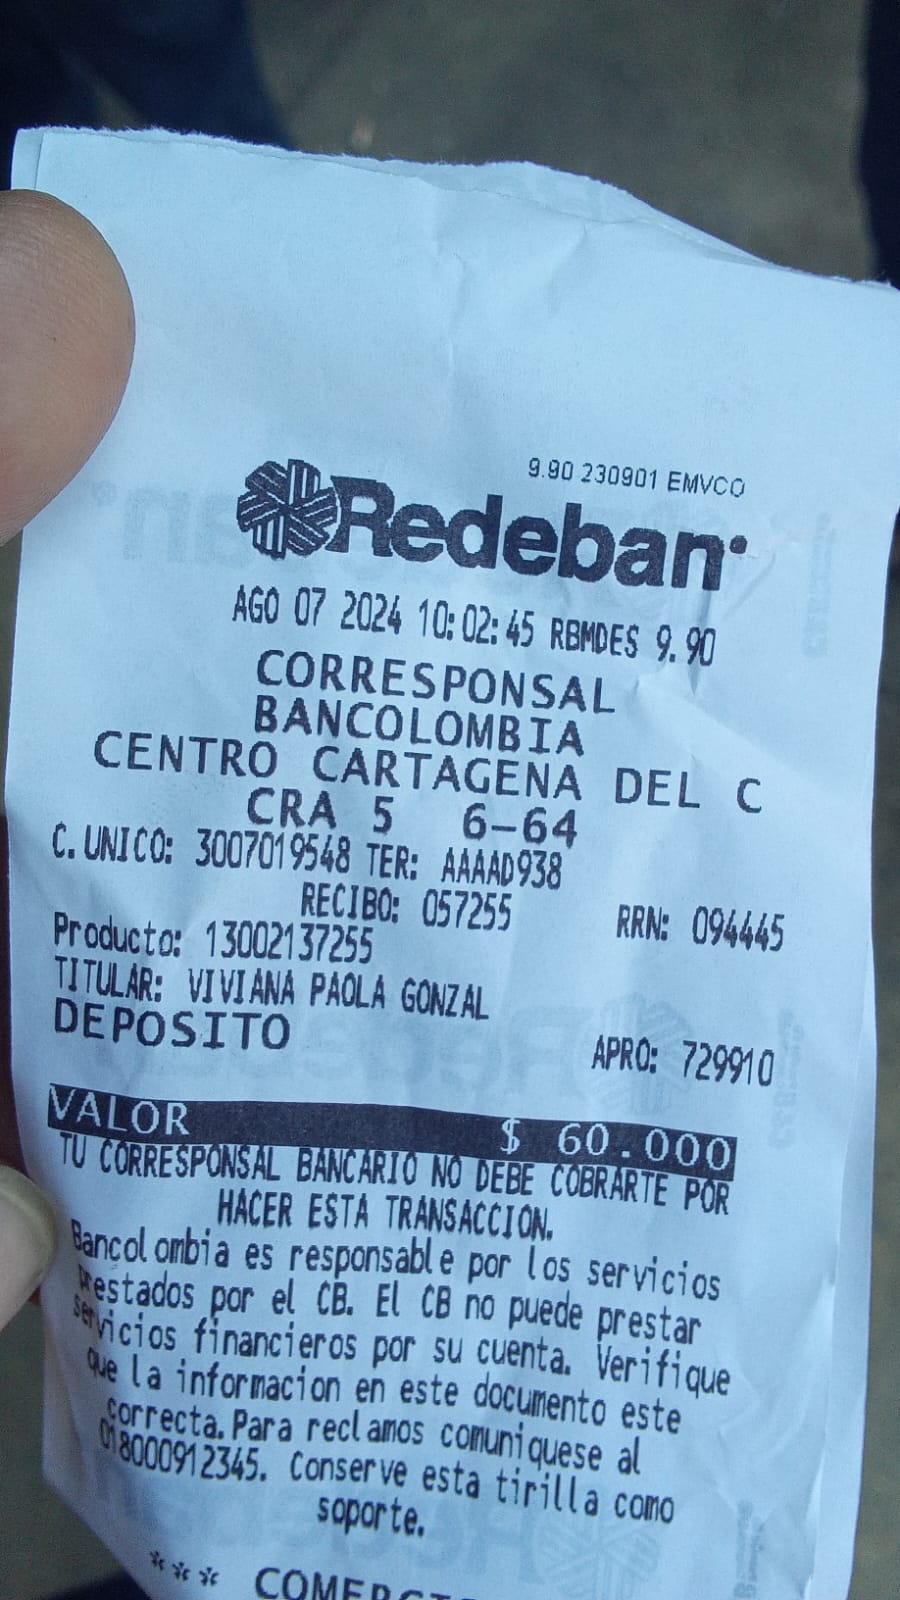 9.90 230901 EMVCO
Redeban
AGO 07 2024 10:02:45 RBMDES 9.90
CORRESPONSAL
BANCOLOMBIA
CENTRO CARTAGENA DEL C
CRA 5 6-64
C. UNICO: 3007019548 TER: AAAAD938
RECIBO: 057255 RRN: 094445
Producto: 13002137255
TITULAR: VIVIANA PAOLA GONZAL
DEPOSITO APRO: 729910
VALOR $ 60.000
TU CORRESPONSAL BANCARIO NO DEBE COBRARTE POR
HACER ESTA TRANSACCION.
Bancolombia es responsable por los servicios
prestados por el CB. El CB no puede prestar
servicios financieros por su cuenta. Verifique
que la informacion en este documento este
correcta. Para reclamos comuniquese al
018000912345. Conserve esta tirilla como
soporte.
***